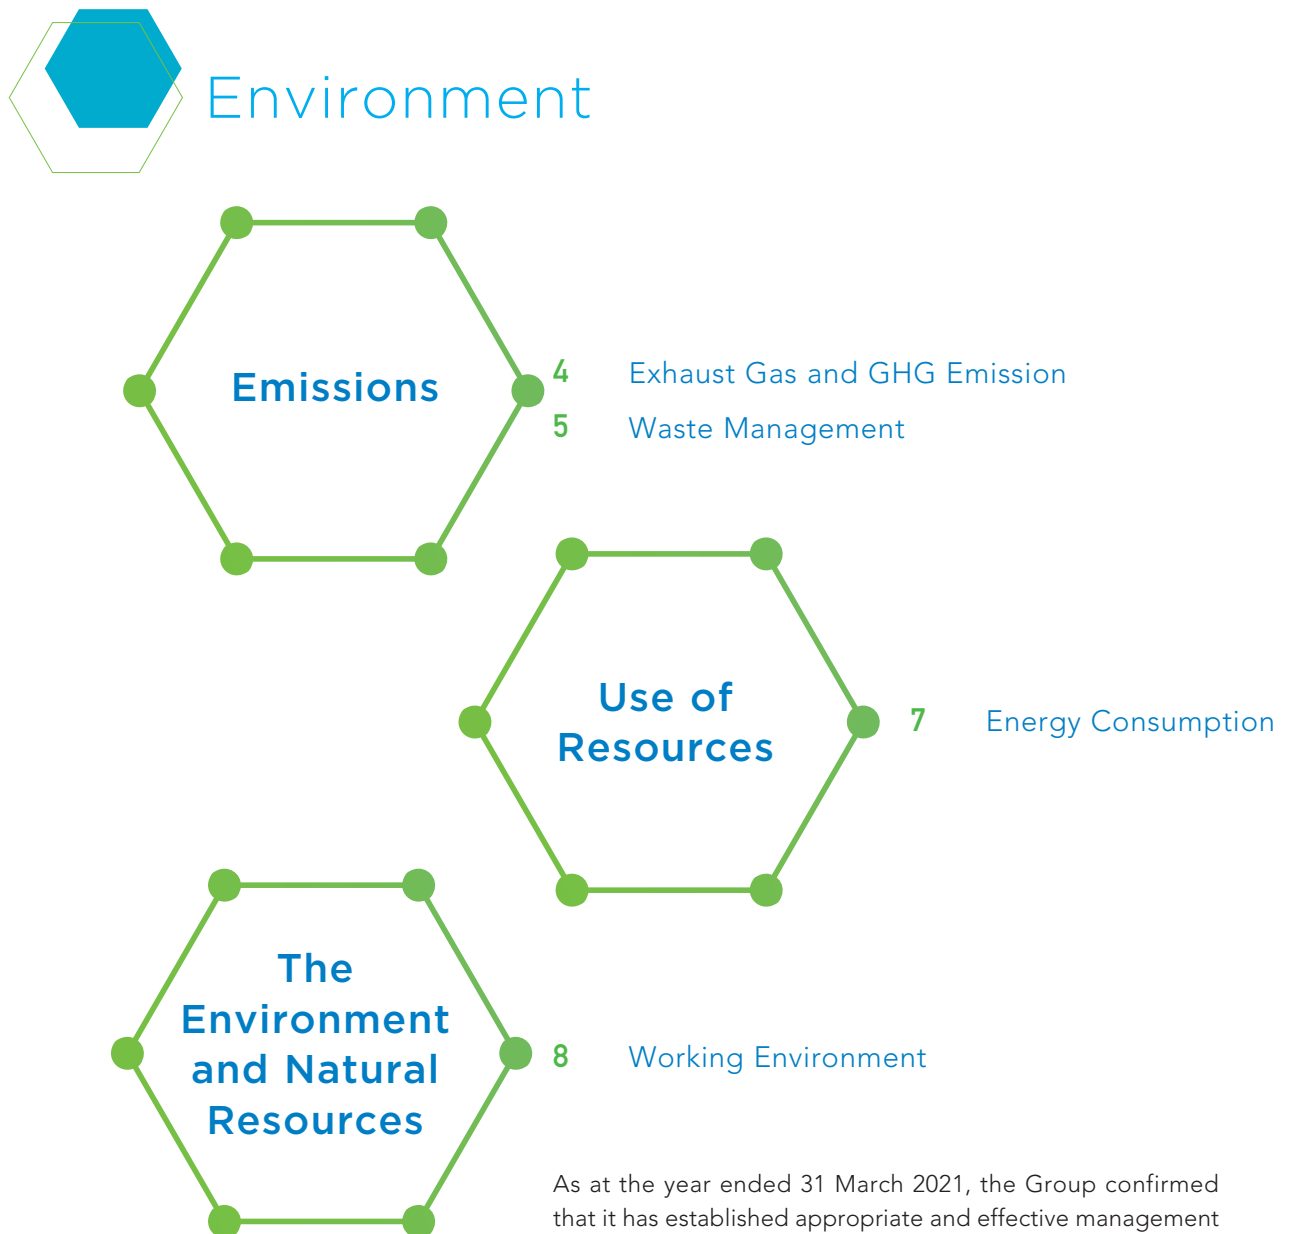 Environment
Emissions
4 Exhaust Gas and GHG Emission
5 Waste Management
Use of
Resources
7 Energy Consumption
The
Environment
and Natural
Resources
8 Working Environment
As at the year ended 31 March 2021, the Group confirmed
that it has established appropriate and effective management